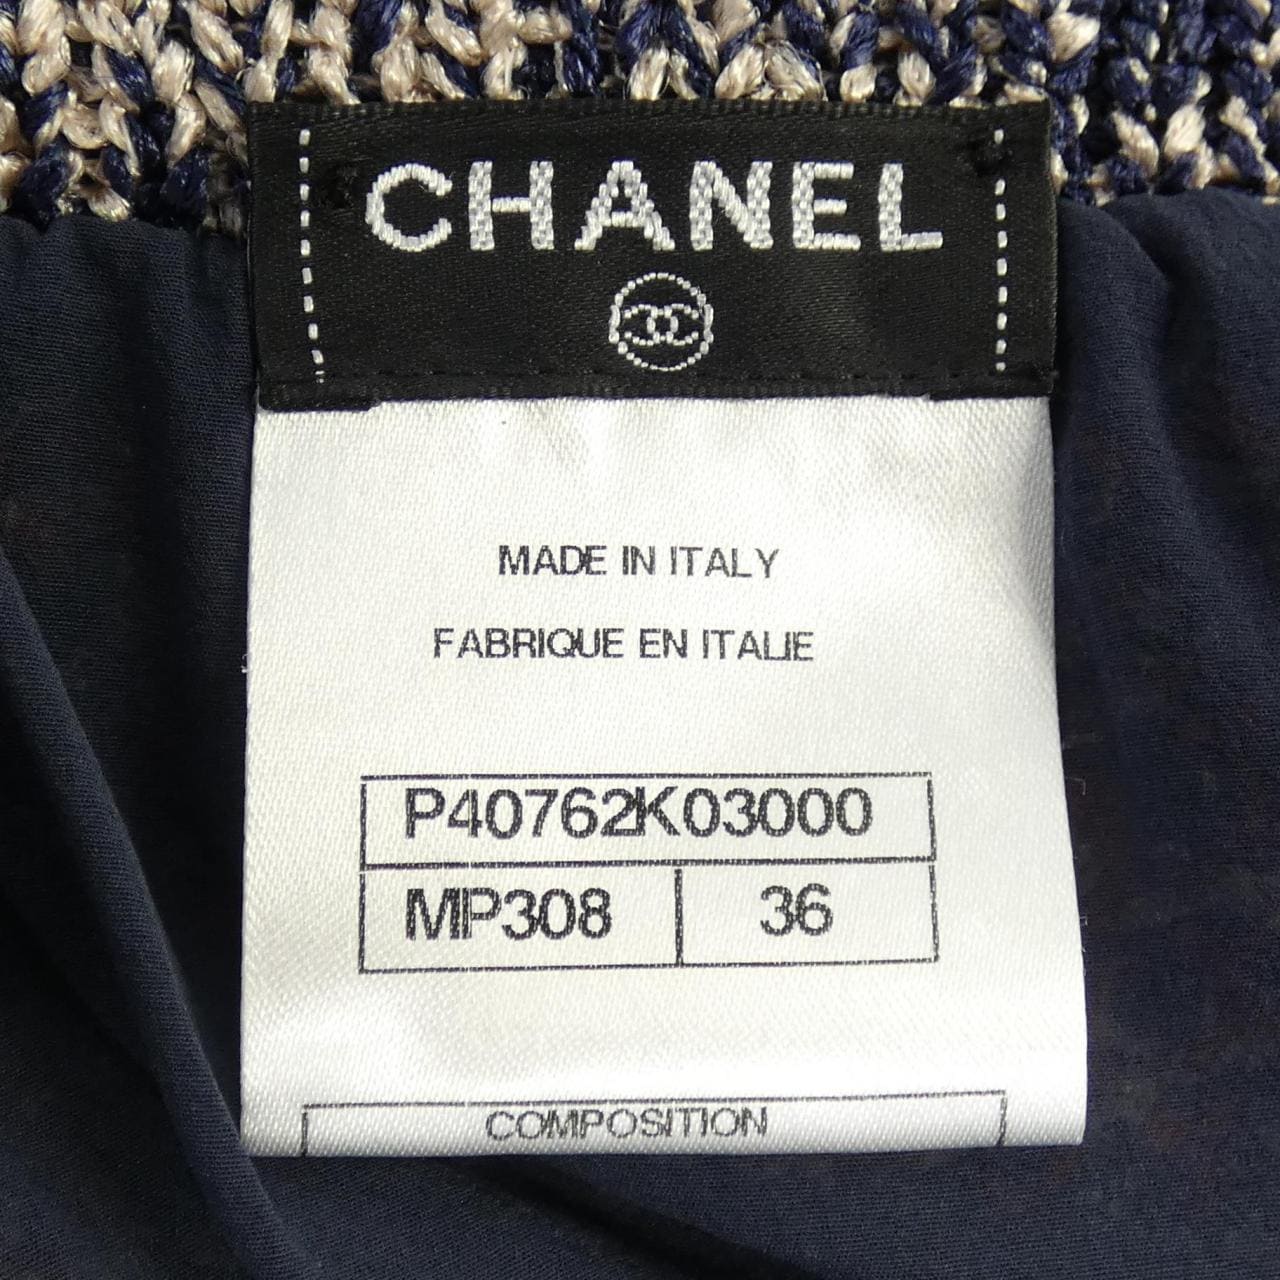 CHANEL
MADE IN ITALY
FABRIQUE EN ITALIE
P40762K03000
MP308 36
COMPOSITION